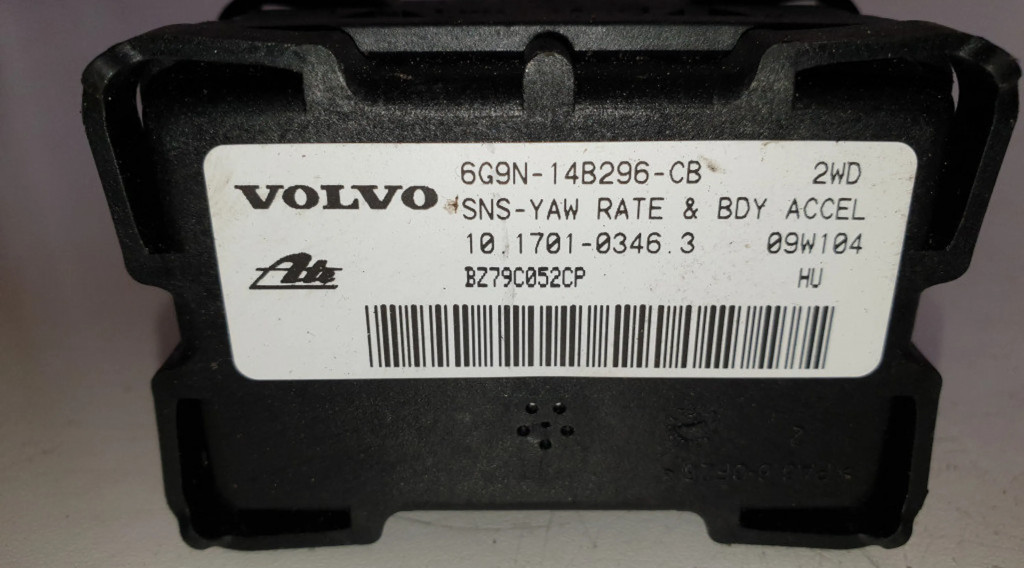 VOLVO
6G9N-14B296-CB 2WD
SNS-YAW RATE & BDY ACCEL
10.1701-0346.3 09W104
Ate
BZ79C052CP HU